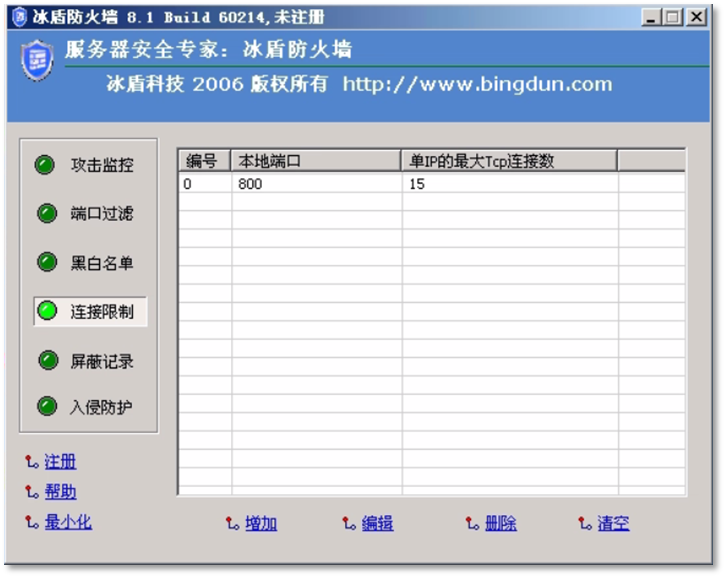 冰盾防火墙 8.1 Build 60214,未注册
服务器安全专家：冰盾防火墙
冰盾科技 2006 版权所有 http://www.bingdun.com
攻击监控
端口过滤
黑白名单
连接限制
屏蔽记录
入侵防护
注册
帮助
最小化
编号 本地端口 单IP的最大Tcp连接数
0 800 15
增加 编辑 删除 清空